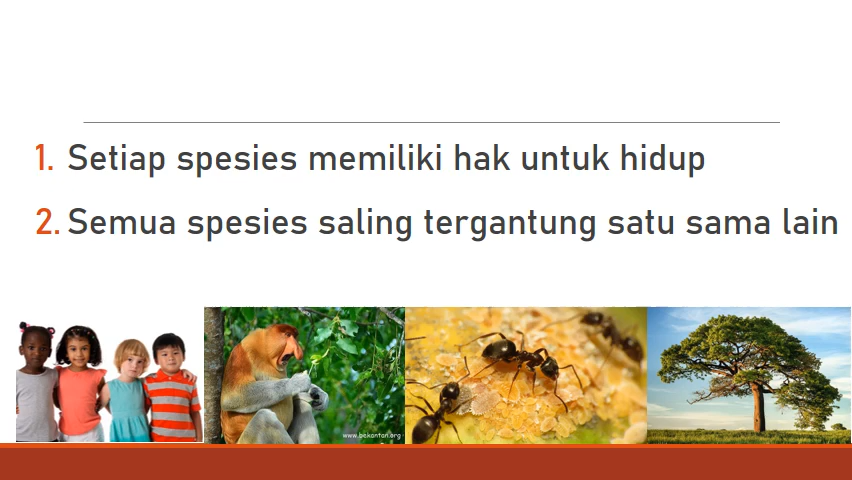 1. Setiap spesies memiliki hak untuk hidup
2. Semua spesies saling tergantung satu sama lain
www.bekantan.org